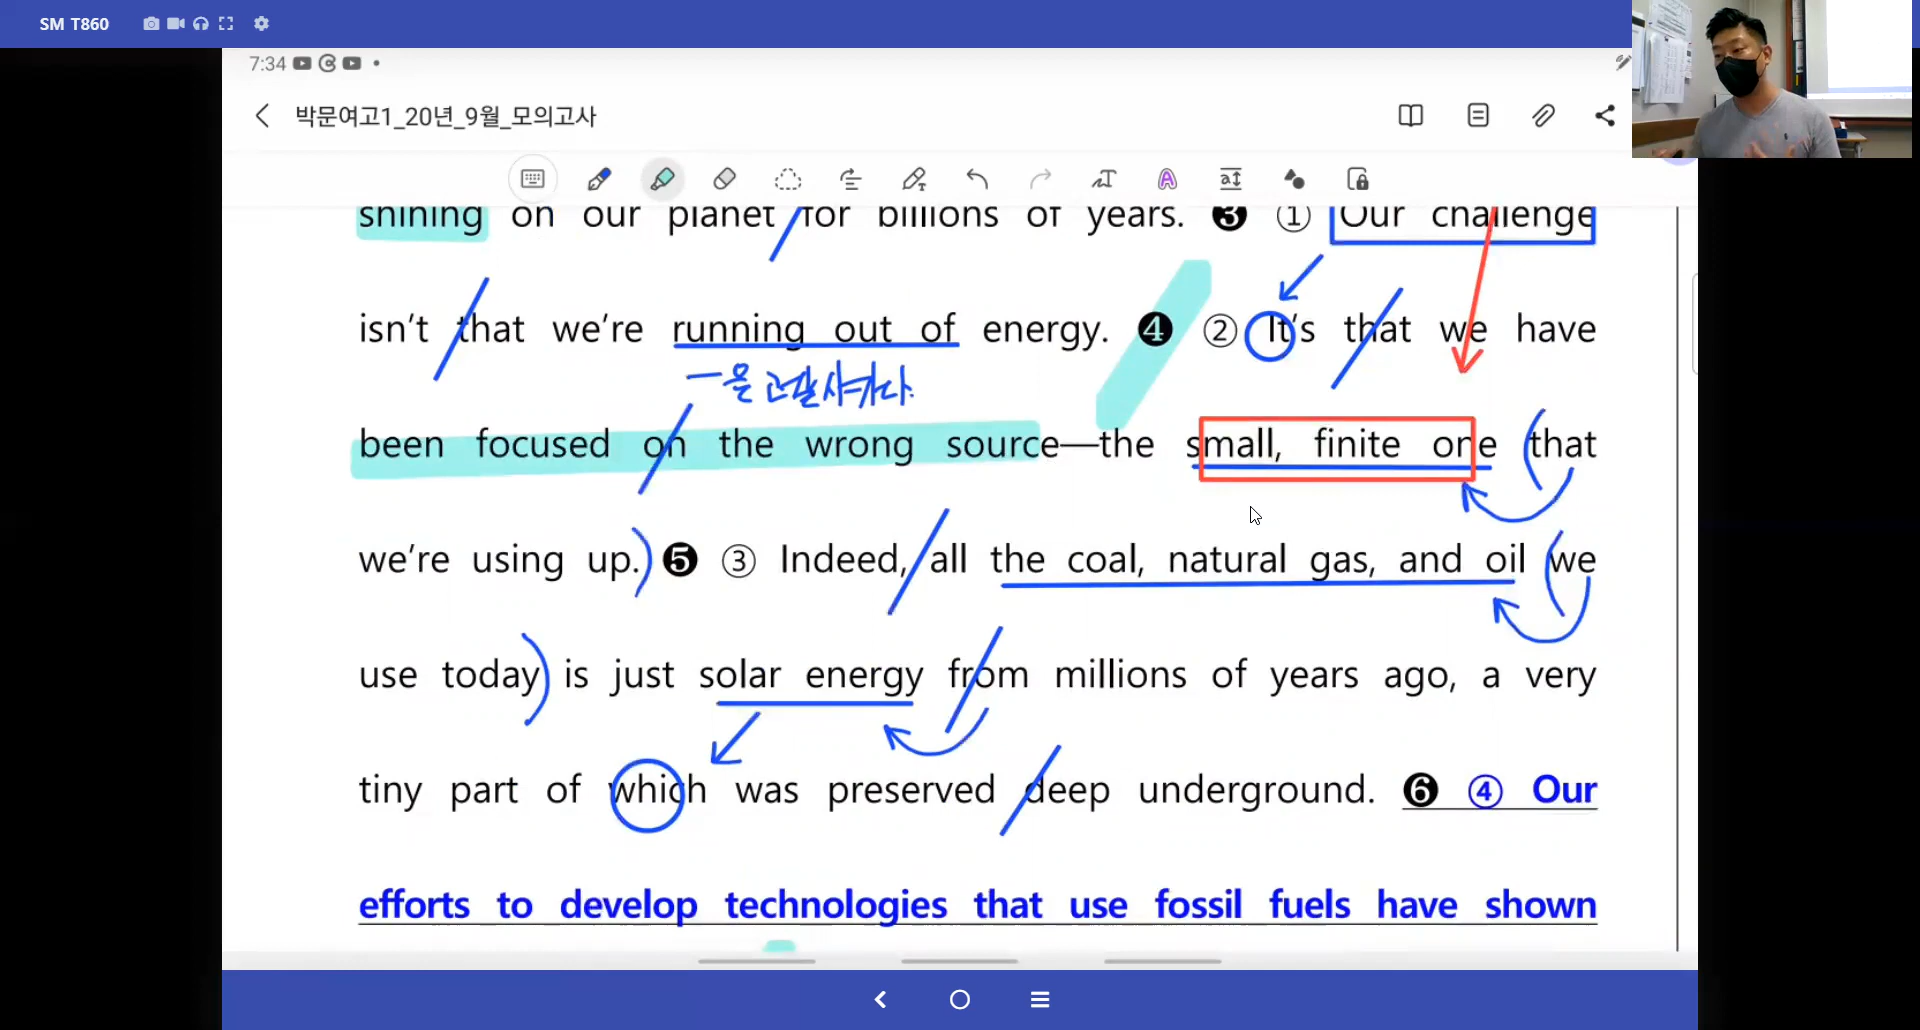 SM T860
7:34
박문여고1_20년_9월_모의고사
shining on our planet for billions of years. ❸ ① Our challenge
isn't that we're running out of energy. ❹ ② It's that we have
ㅡ을 고갈시키다.
been focused on the wrong source—the small, finite one that
we're using up. ❺ ③ Indeed, all the coal, natural gas, and oil we
use today is just solar energy from millions of years ago, a very
tiny part of which was preserved deep underground. ❻ ④ Our
efforts to develop technologies that use fossil fuels have shown